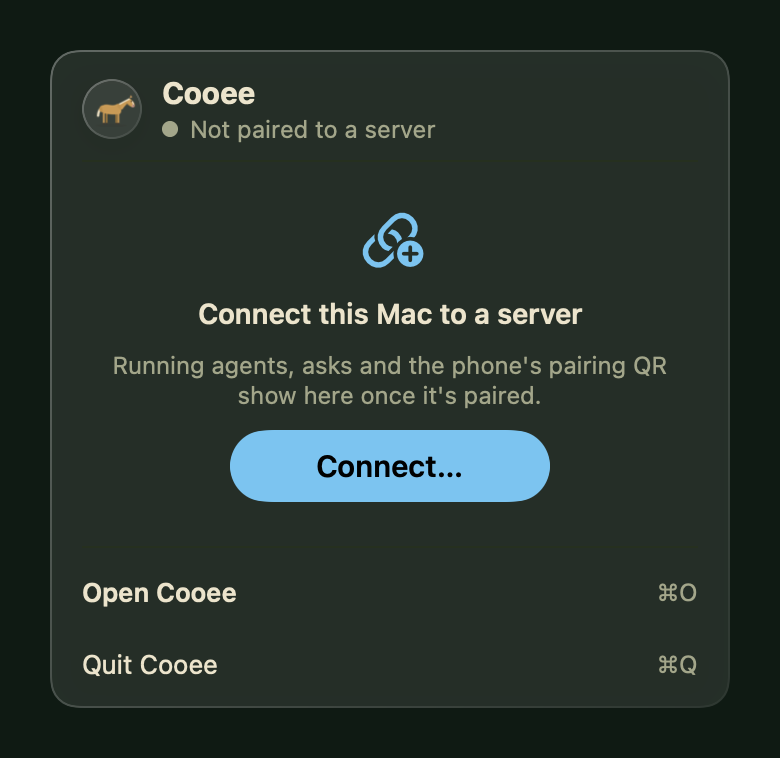 Cooee
Not paired to a server
Connect this Mac to a server
Running agents, asks and the phone's pairing QR
show here once it's paired.
Connect...
Open Cooee ⌘O
Quit Cooee ⌘Q